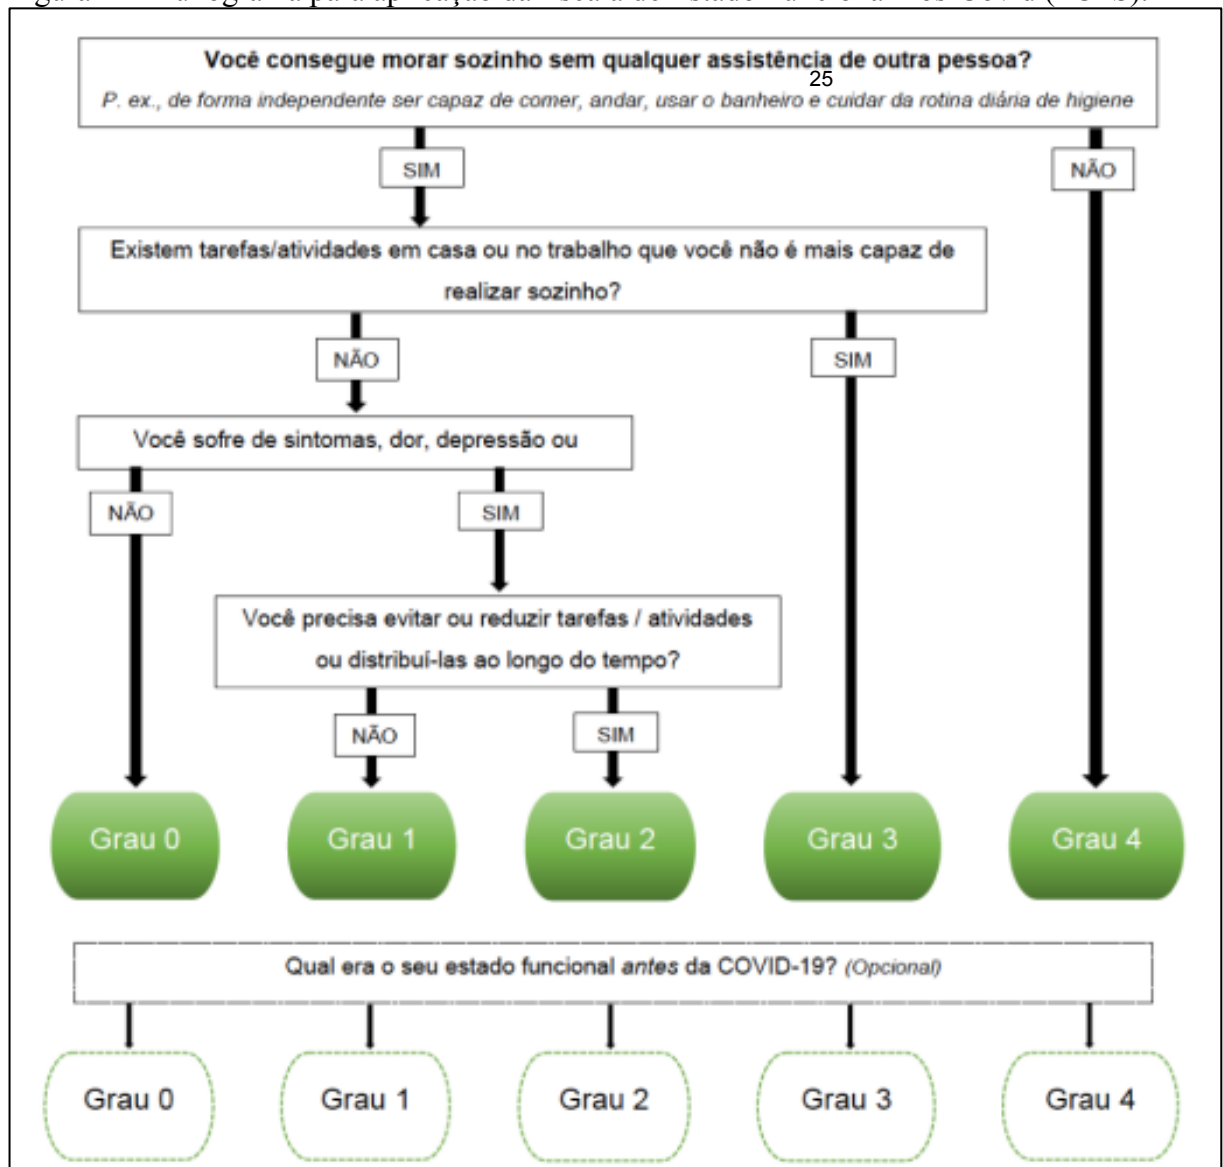 Você consegue morar sozinho sem qualquer assistência de outra pessoa?
25
P. ex., de forma independente ser capaz de comer, andar, usar o banheiro e cuidar da rotina diária de higiene
SIM
NÃO
Existem tarefas/atividades em casa ou no trabalho que você não é mais capaz de
realizar sozinho?
NÃO
SIM
Você sofre de sintomas, dor, depressão ou
NÃO
SIM
Você precisa evitar ou reduzir tarefas / atividades
ou distribuí-las ao longo do tempo?
NÃO
SIM
Grau 0
Grau 1
Grau 2
Grau 3
Grau 4
Qual era o seu estado funcional antes da COVID-19? (Opcional)
Grau 0
Grau 1
Grau 2
Grau 3
Grau 4